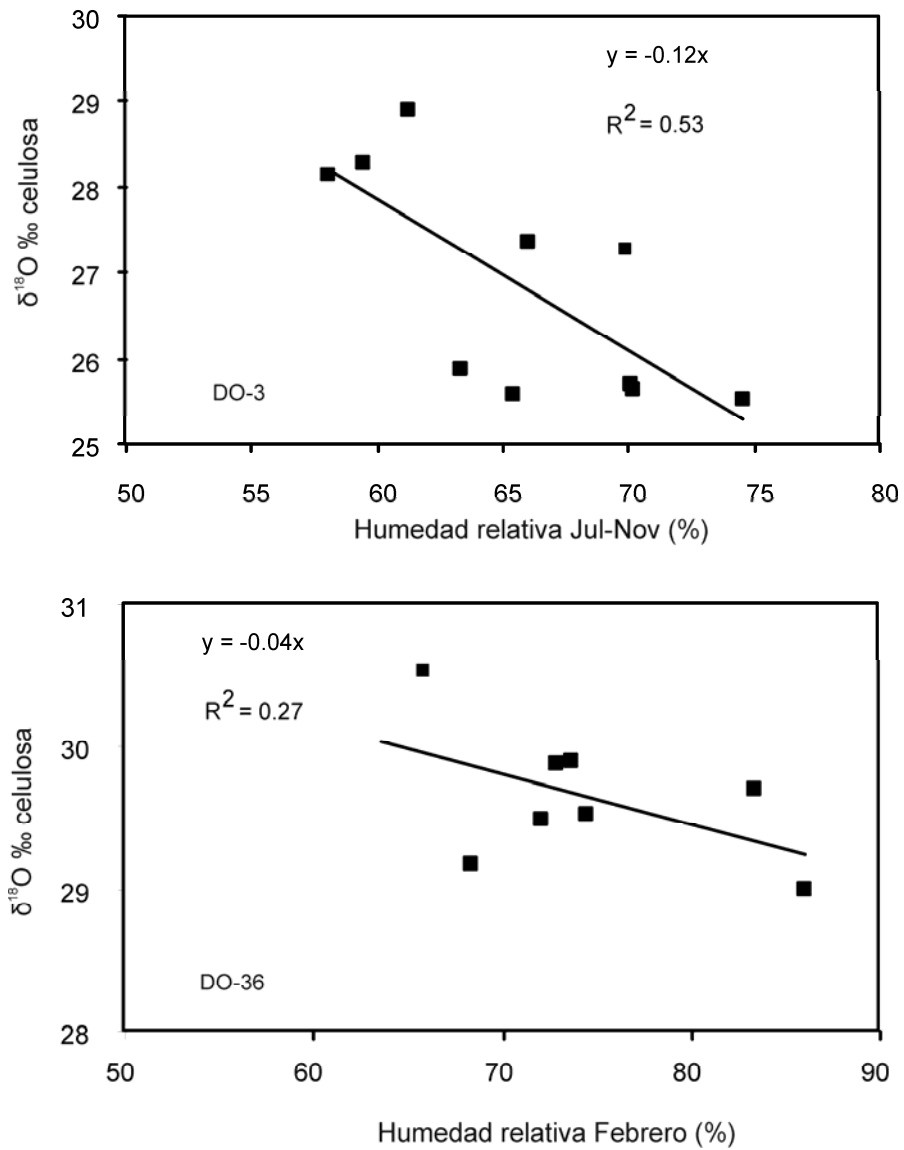 30
29
28
27
26
25
δ¹⁸O ‰ celulosa
y = -0.12x
R² = 0.53
DO-3
50 55 60 65 70 75 80
Humedad relativa Jul-Nov (%)
31
30
29
28
δ¹⁸O ‰ celulosa
y = -0.04x
R² = 0.27
DO-36
50 60 70 80 90
Humedad relativa Febrero (%)